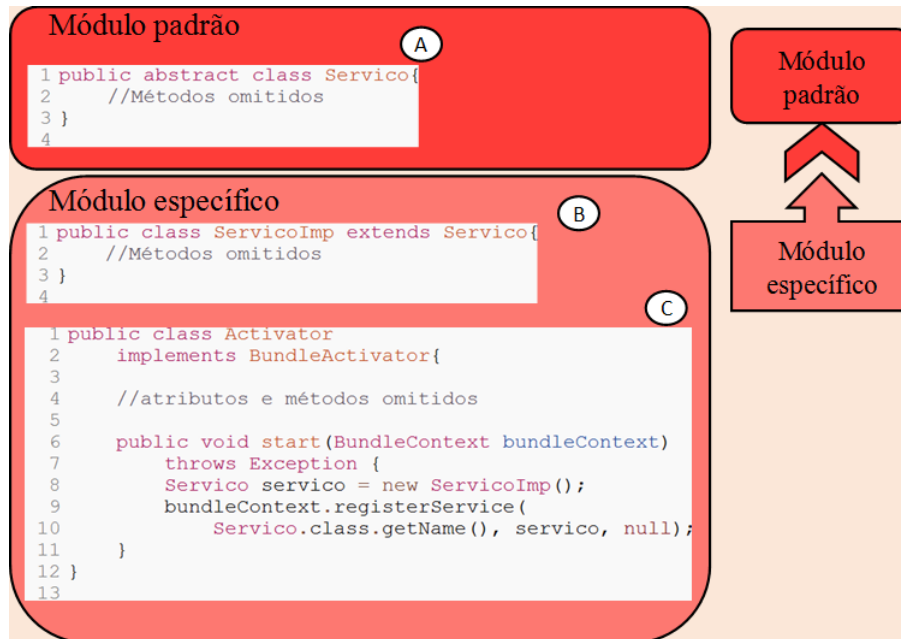 Módulo padrão
A
1 public abstract class Servico{
2 //Métodos omitidos
3 }
4
Módulo
padrão
Módulo específico
B
1 public class ServicoImp extends Servico{
2 //Métodos omitidos
3 }
4
Módulo
específico
C
1 public class Activator
2 implements BundleActivator{
3
4 //atributos e métodos omitidos
5
6 public void start(BundleContext bundleContext)
7 throws Exception {
8 Servico servico = new ServicoImp();
9 bundleContext.registerService(
10 Servico.class.getName(), servico, null);
11 }
12 }
13